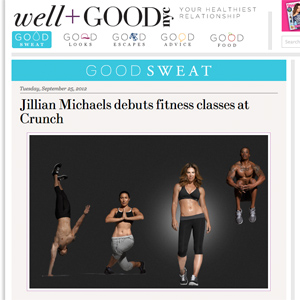 well+GOOD nyc
YOUR HEALTHIEST
RELATIONSHIP
GOOD SWEAT
GOOD LOOKS
GOOD ESCAPES
GOOD ADVICE
GOOD FOOD
Search
GOOD SWEAT
Tuesday, September 25, 2012
Jillian Michaels debuts fitness classes at
Crunch